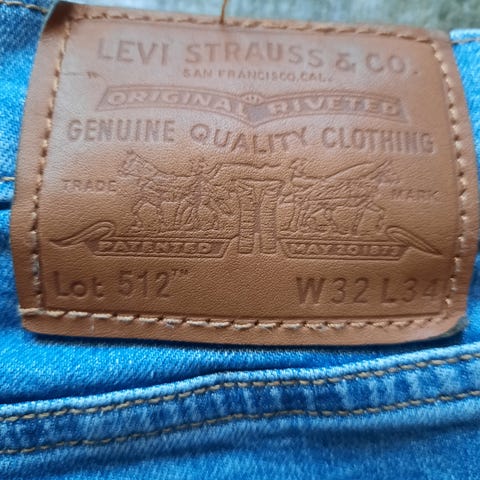 LEVI STRAUSS & CO.
SAN FRANCISCO, CAL.
ORIGINAL RIVETED
GENUINE QUALITY CLOTHING
TRADE MARK
PATENTED MAY 20 1873
Lot 512™ W32 L34